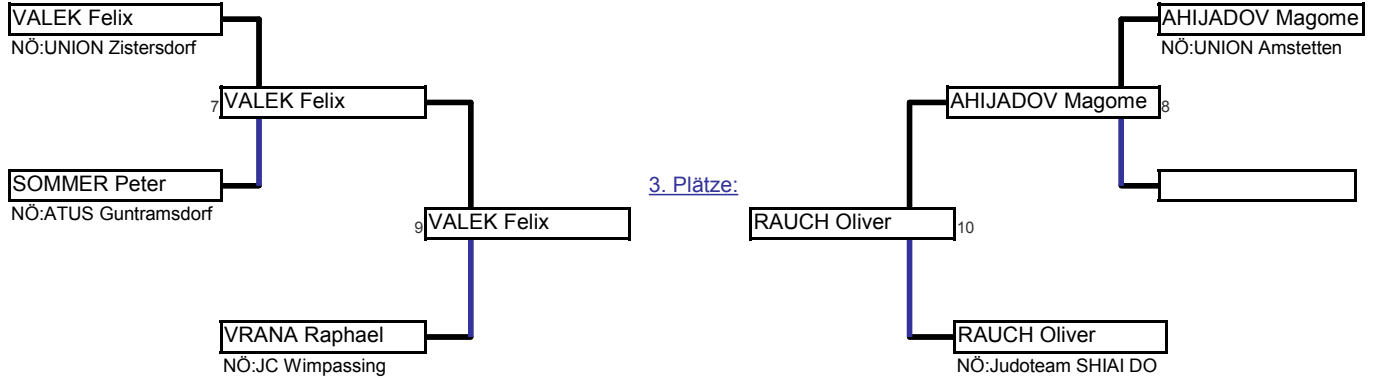 VALEK Felix
NÖ:UNION Zistersdorf
AHIJADOV Magome
NÖ:UNION Amstetten
7 VALEK Felix
AHIJADOV Magome 8
SOMMER Peter
NÖ:ATUS Guntramsdorf
3. Plätze:
9 VALEK Felix
RAUCH Oliver 10
VRANA Raphael
NÖ:JC Wimpassing
RAUCH Oliver
NÖ:Judoteam SHIAI DO